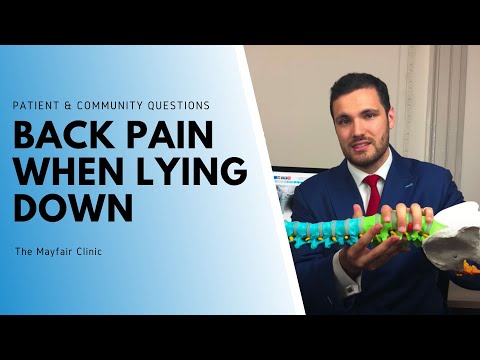 PATIENT & COMMUNITY QUESTIONS
BACK PAIN
WHEN LYING
DOWN
The Mayfair Clinic